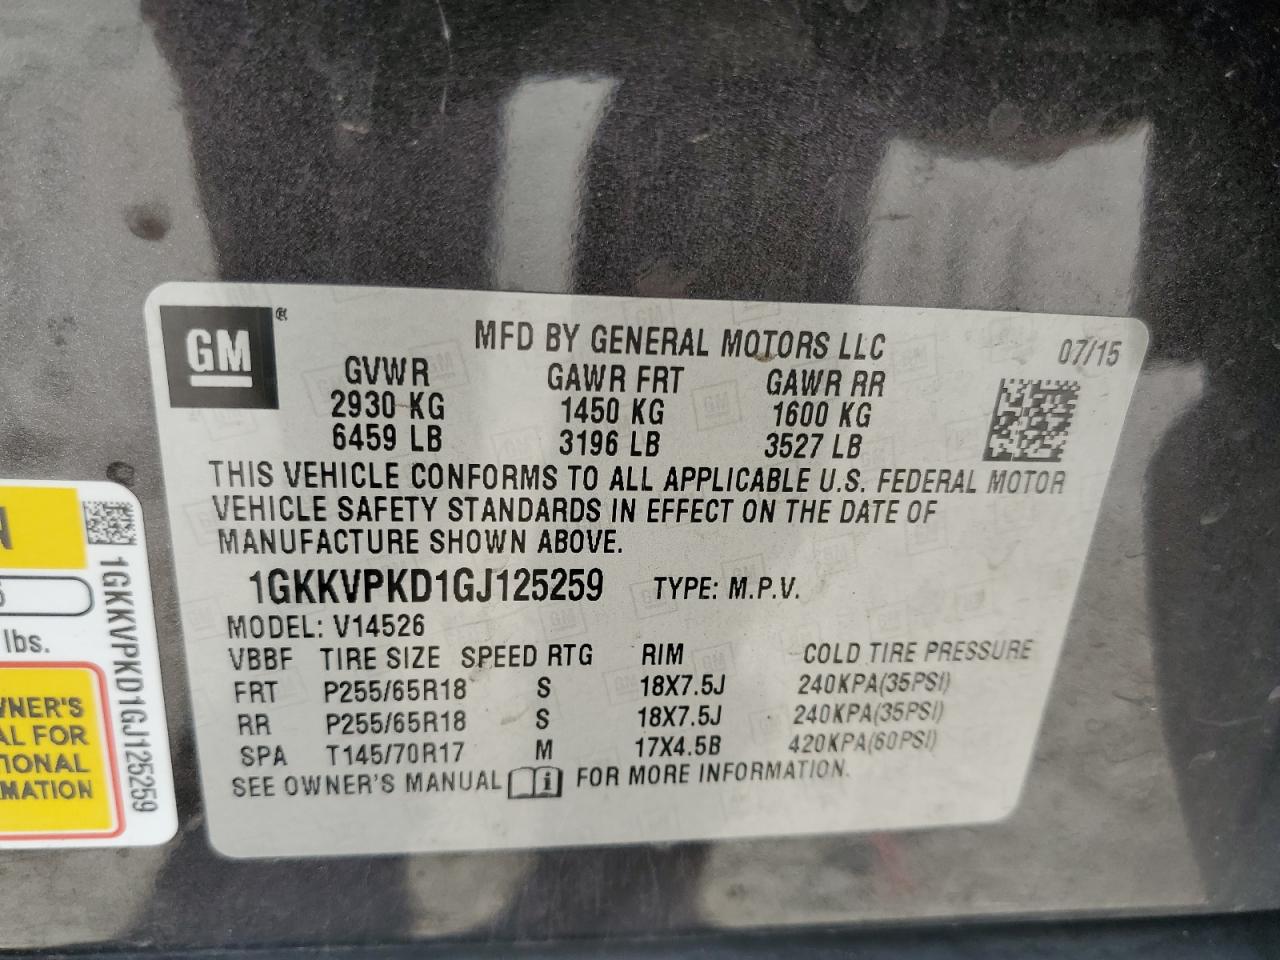 GM
®
MFD BY GENERAL MOTORS LLC
07/15
GVWR GAWR FRT GAWR RR
2930 KG 1450 KG 1600 KG
6459 LB 3196 LB 3527 LB
THIS VEHICLE CONFORMS TO ALL APPLICABLE U.S. FEDERAL MOTOR
VEHICLE SAFETY STANDARDS IN EFFECT ON THE DATE OF
MANUFACTURE SHOWN ABOVE.
1GKKVPKD1GJ125259 TYPE: M.P.V.
MODEL: V14526
VBBF TIRE SIZE SPEED RTG RIM COLD TIRE PRESSURE
FRT P255/65R18 S 18X7.5J 240KPA(35PSI)
RR P255/65R18 S 18X7.5J 240KPA(35PSI)
SPA T145/70R17 M 17X4.5B 420KPA(60PSI)
SEE OWNER'S MANUAL i FOR MORE INFORMATION.
lbs.
WNER'S
AL FOR
TIONAL
MATION
1GKKVPKD1GJ125259